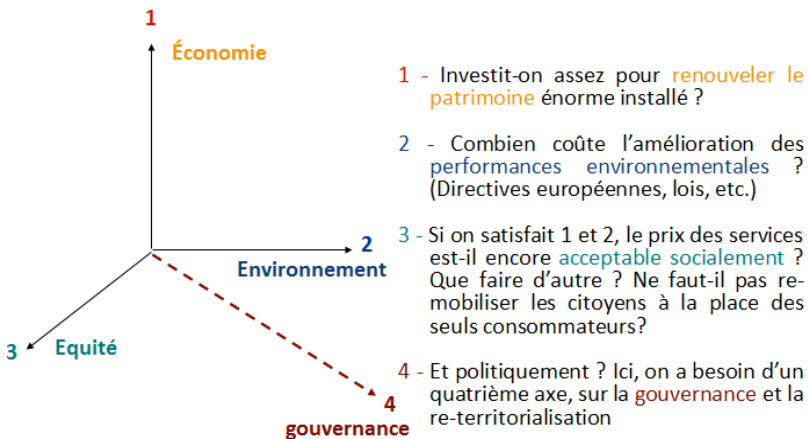 1
Économie
2
Environnement
3 Equité
4
gouvernance
1 - Investit-on assez pour renouveler le
patrimoine énorme installé ?
2 - Combien coûte l’amélioration des
performances environnementales ?
(Directives européennes, lois, etc.)
3 - Si on satisfait 1 et 2, le prix des services
est-il encore acceptable socialement ?
Que faire d’autre ? Ne faut-il pas re-
mobiliser les citoyens à la place des
seuls consommateurs?
4 - Et politiquement ? Ici, on a besoin d’un
quatrième axe, sur la gouvernance et la
re-territorialisation